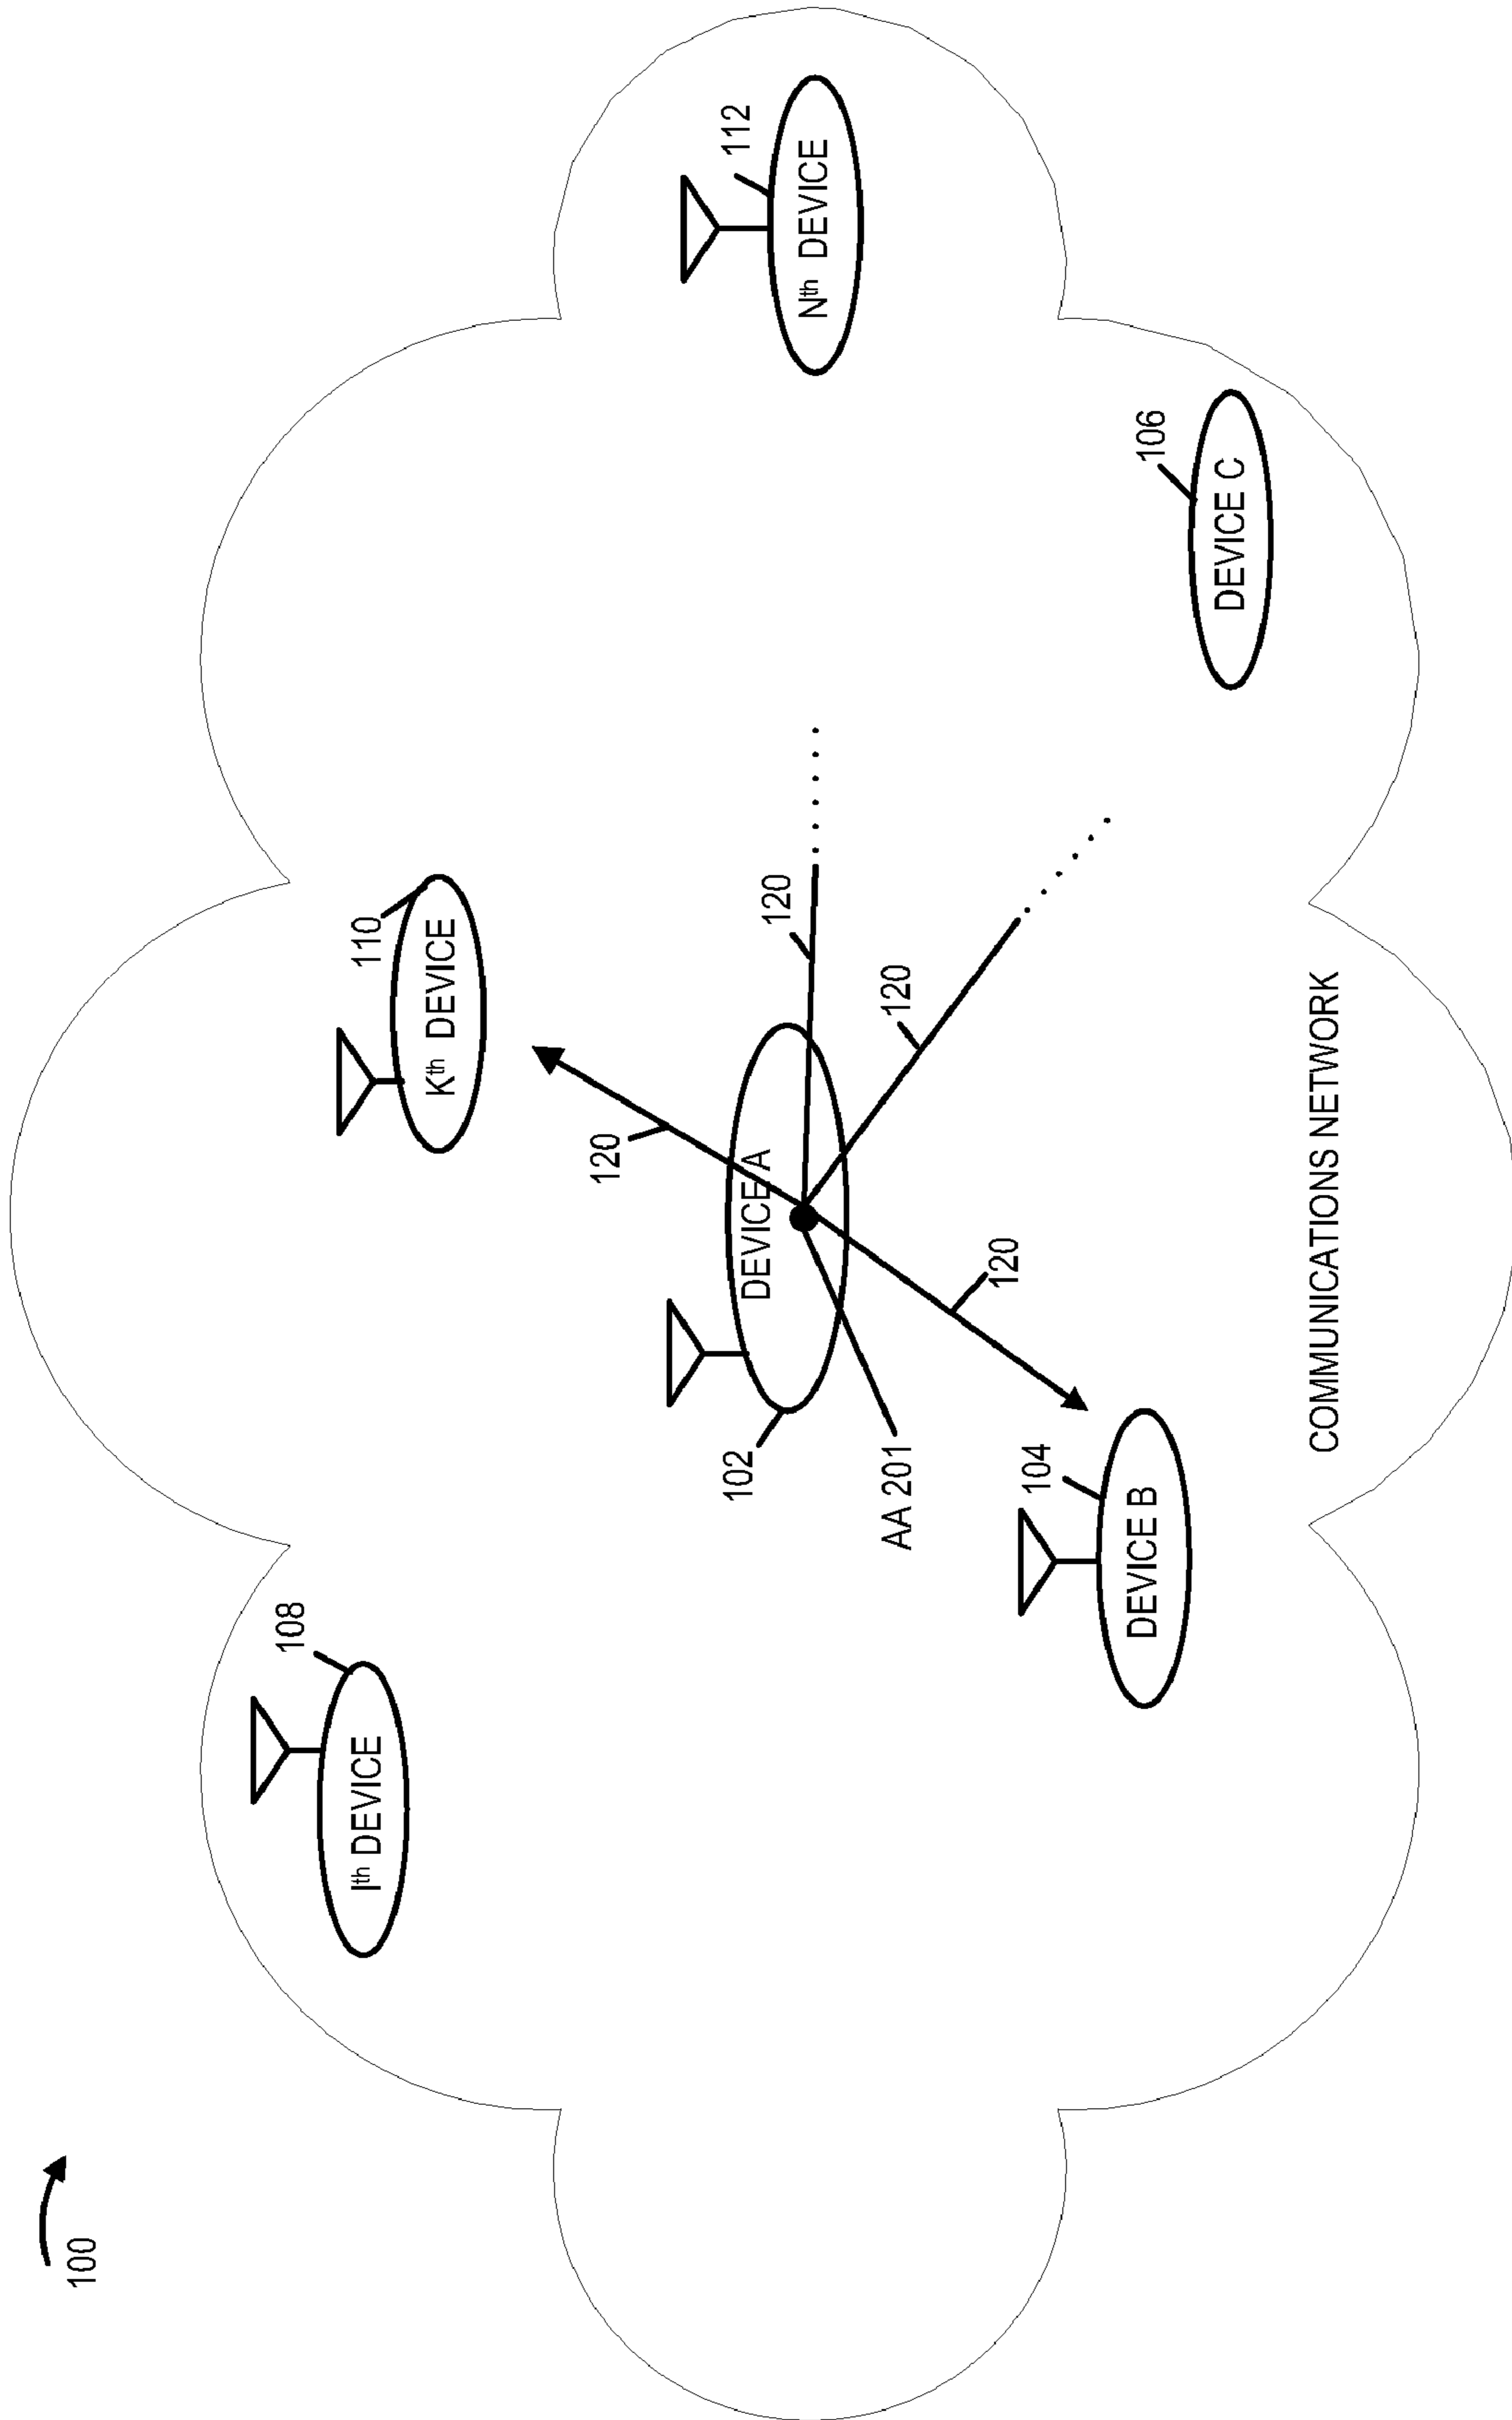 100
108
Iᵗʰ DEVICE
110
Kᵗʰ DEVICE
112
Nᵗʰ DEVICE
120
102
DEVICE A
120
120
AA 201
120
104
DEVICE B
106
DEVICE C
COMMUNICATIONS NETWORK